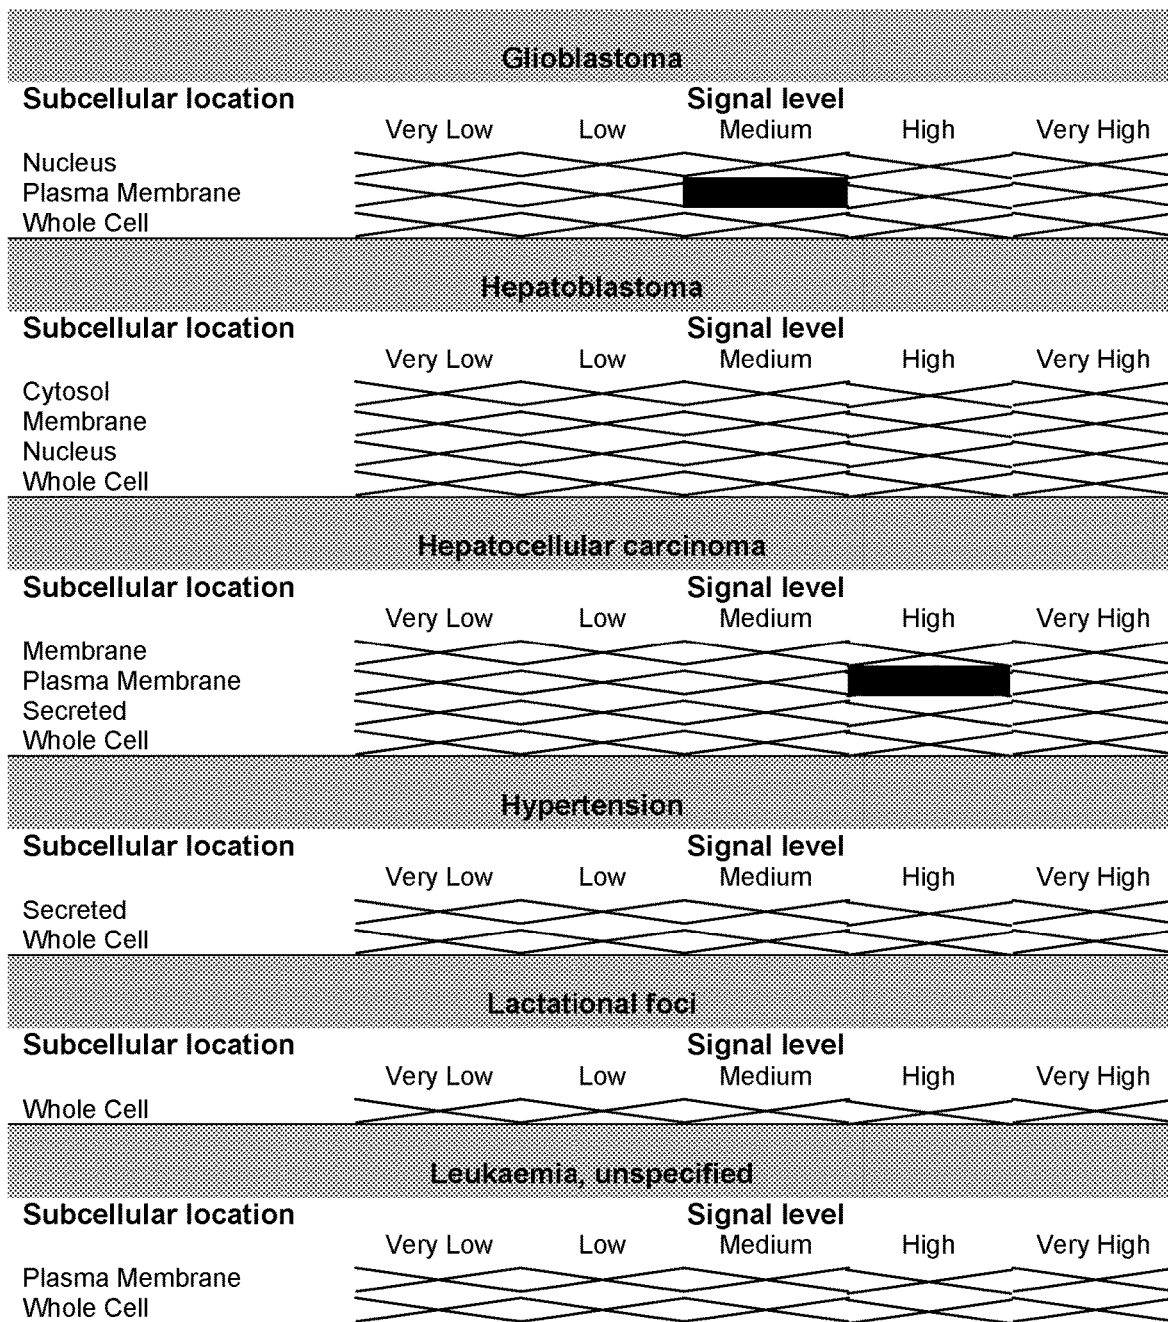 Glioblastoma
Subcellular location Signal level
Very Low Low Medium High Very High
Nucleus
Plasma Membrane
Whole Cell
Hepatoblastoma
Subcellular location Signal level
Very Low Low Medium High Very High
Cytosol
Membrane
Nucleus
Whole Cell
Hepatocellular carcinoma
Subcellular location Signal level
Very Low Low Medium High Very High
Membrane
Plasma Membrane
Secreted
Whole Cell
Hypertension
Subcellular location Signal level
Very Low Low Medium High Very High
Secreted
Whole Cell
Lactational foci
Subcellular location Signal level
Very Low Low Medium High Very High
Whole Cell
Leukaemia, unspecified
Subcellular location Signal level
Very Low Low Medium High Very High
Plasma Membrane
Whole Cell